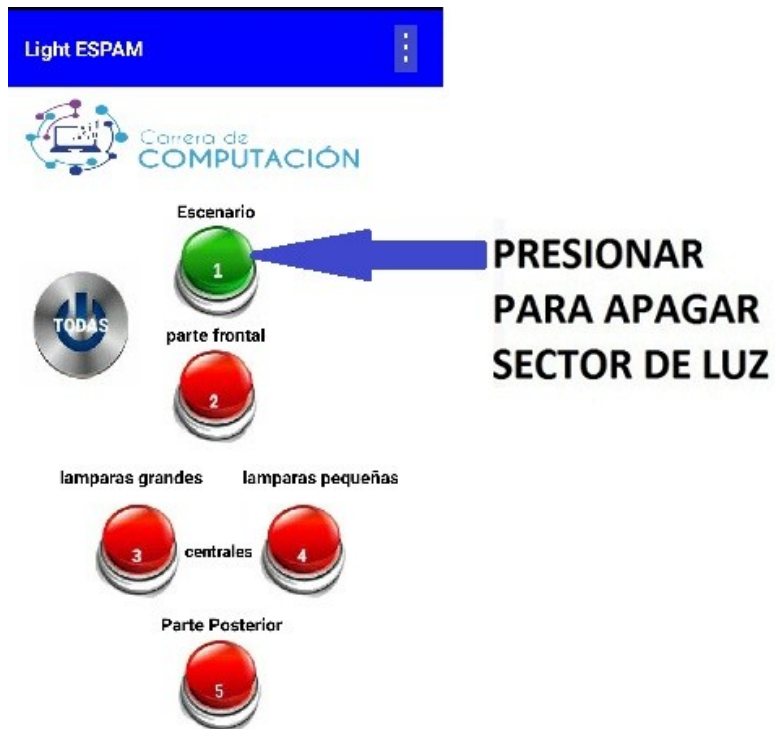 Light ESPAM
Carrera de
COMPUTACIÓN
Escenario
1
TODAS
parte frontal
2
PRESIONAR
PARA APAGAR
SECTOR DE LUZ
lamparas grandes
lamparas pequeñas
3
centrales
4
Parte Posterior
5